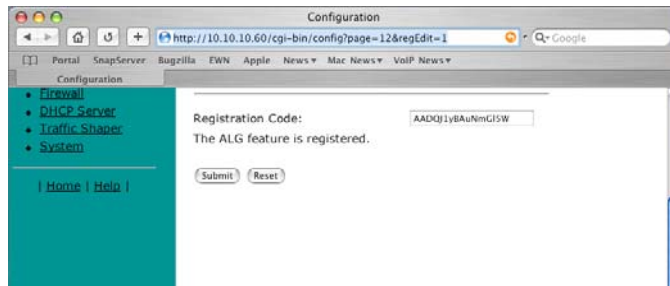 Configuration
http://10.10.10.60/cgi-bin/config?page=12&regEdit=1
Google
Portal SnapServer Bugzilla EWN Apple News Mac News VoIP News
Configuration
Firewall
DHCP Server
Traffic Shaper
System
| Home | Help |
Registration Code: AADQJ1yBAuNmGl5W
The ALG feature is registered.
Submit Reset